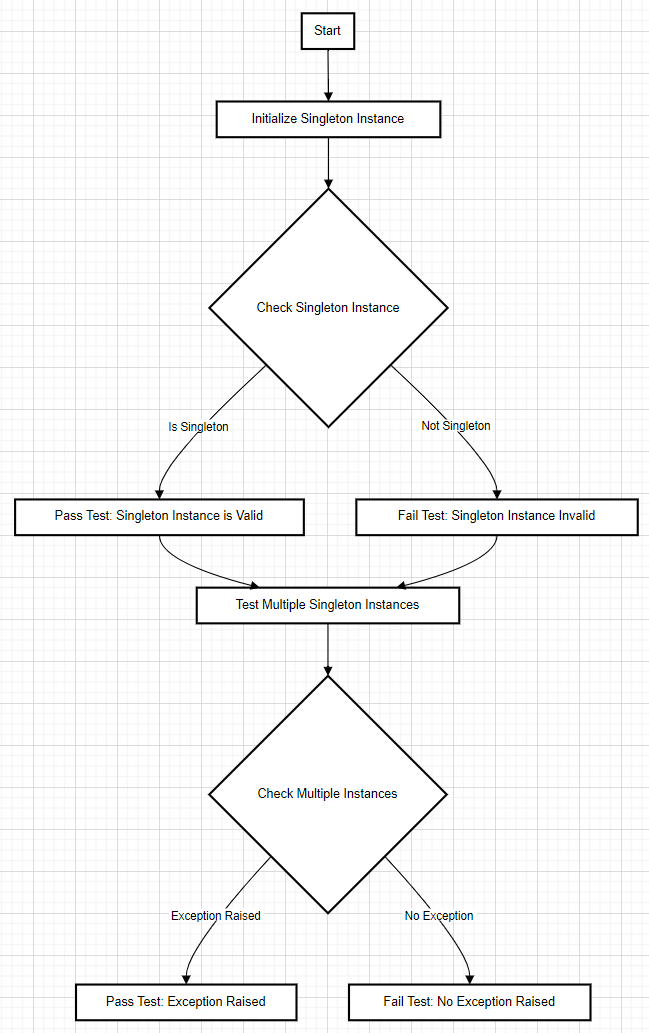 Start
Initialize Singleton Instance
Check Singleton Instance
Is Singleton
Not Singleton
Pass Test: Singleton Instance is Valid
Fail Test: Singleton Instance Invalid
Test Multiple Singleton Instances
Check Multiple Instances
Exception Raised
No Exception
Pass Test: Exception Raised
Fail Test: No Exception Raised